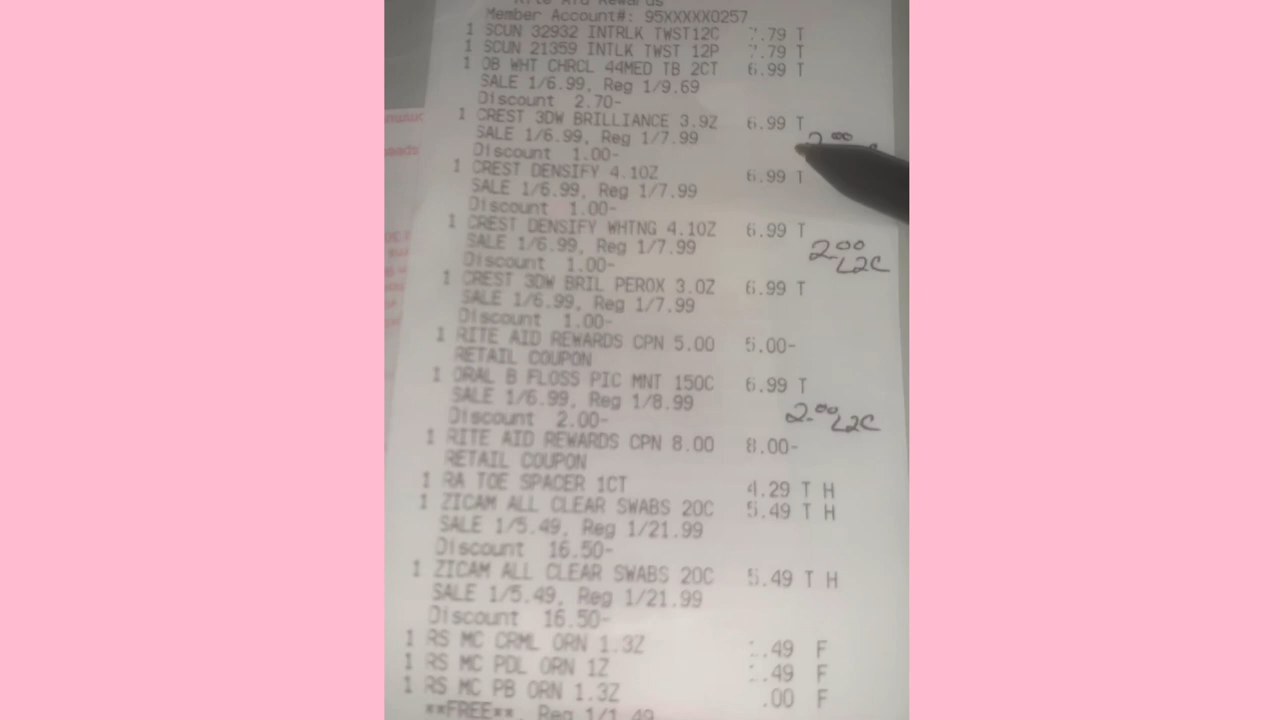 Rite Aid Rewards
Member Account#: 95XXXXX0257
1 SCUN 32932 INTRLK TWST12C .79 T
1 SCUN 21359 INTLK TWST 12P .79 T
1 OB WHT CHRCL 44MED TB 2CT 6.99 T
SALE 1/6.99, Reg 1/9.69
Discount 2.70-
1 CREST 3DW BRILLIANCE 3.9Z 6.99 T
2.00
SALE 1/6.99, Reg 1/7.99
Discount 1.00-
1 CREST DENSIFY 4.1OZ 6.99 T
SALE 1/6.99, Reg 1/7.99
Discount 1.00-
1 CREST DENSIFY WHTNG 4.1OZ 6.99 T
SALE 1/6.99, Reg 1/7.99
2.00 L2C
Discount 1.00-
1 CREST 3DW BRIL PEROX 3.0Z 6.99 T
SALE 1/6.99, Reg 1/7.99
Discount 1.00-
1 RITE AID REWARDS CPN 5.00 5.00-
RETAIL COUPON
1 ORAL B FLOSS PIC MNT 150C 6.99 T
SALE 1/6.99, Reg 1/8.99
2.00 L2C
Discount 2.00-
1 RITE AID REWARDS CPN 8.00 8.00-
RETAIL COUPON
1 RA TOE SPACER 1CT 4.29 T H
1 ZICAM ALL CLEAR SWABS 20C 5.49 T H
SALE 1/5.49, Reg 1/21.99
Discount 16.50-
1 ZICAM ALL CLEAR SWABS 20C 5.49 T H
SALE 1/5.49, Reg 1/21.99
Discount 16.50-
1 RS MC CRML ORN 1.3Z .49 F
1 RS MC PDL ORN 1Z .49 F
1 RS MC PB ORN 1.3Z .00 F
**FREE**, Reg 1/1.49